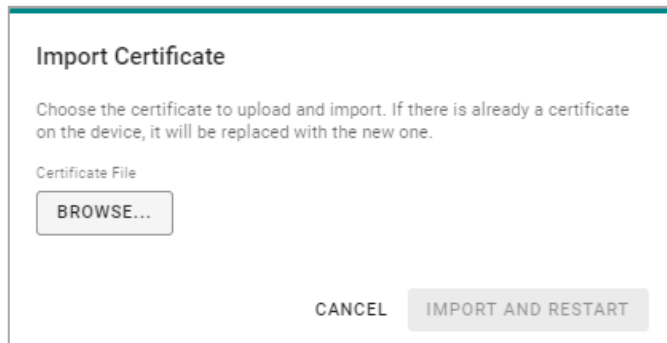 Import Certificate
Choose the certificate to upload and import. If there is already a certificate
on the device, it will be replaced with the new one.
Certificate File
BROWSE...
CANCEL IMPORT AND RESTART